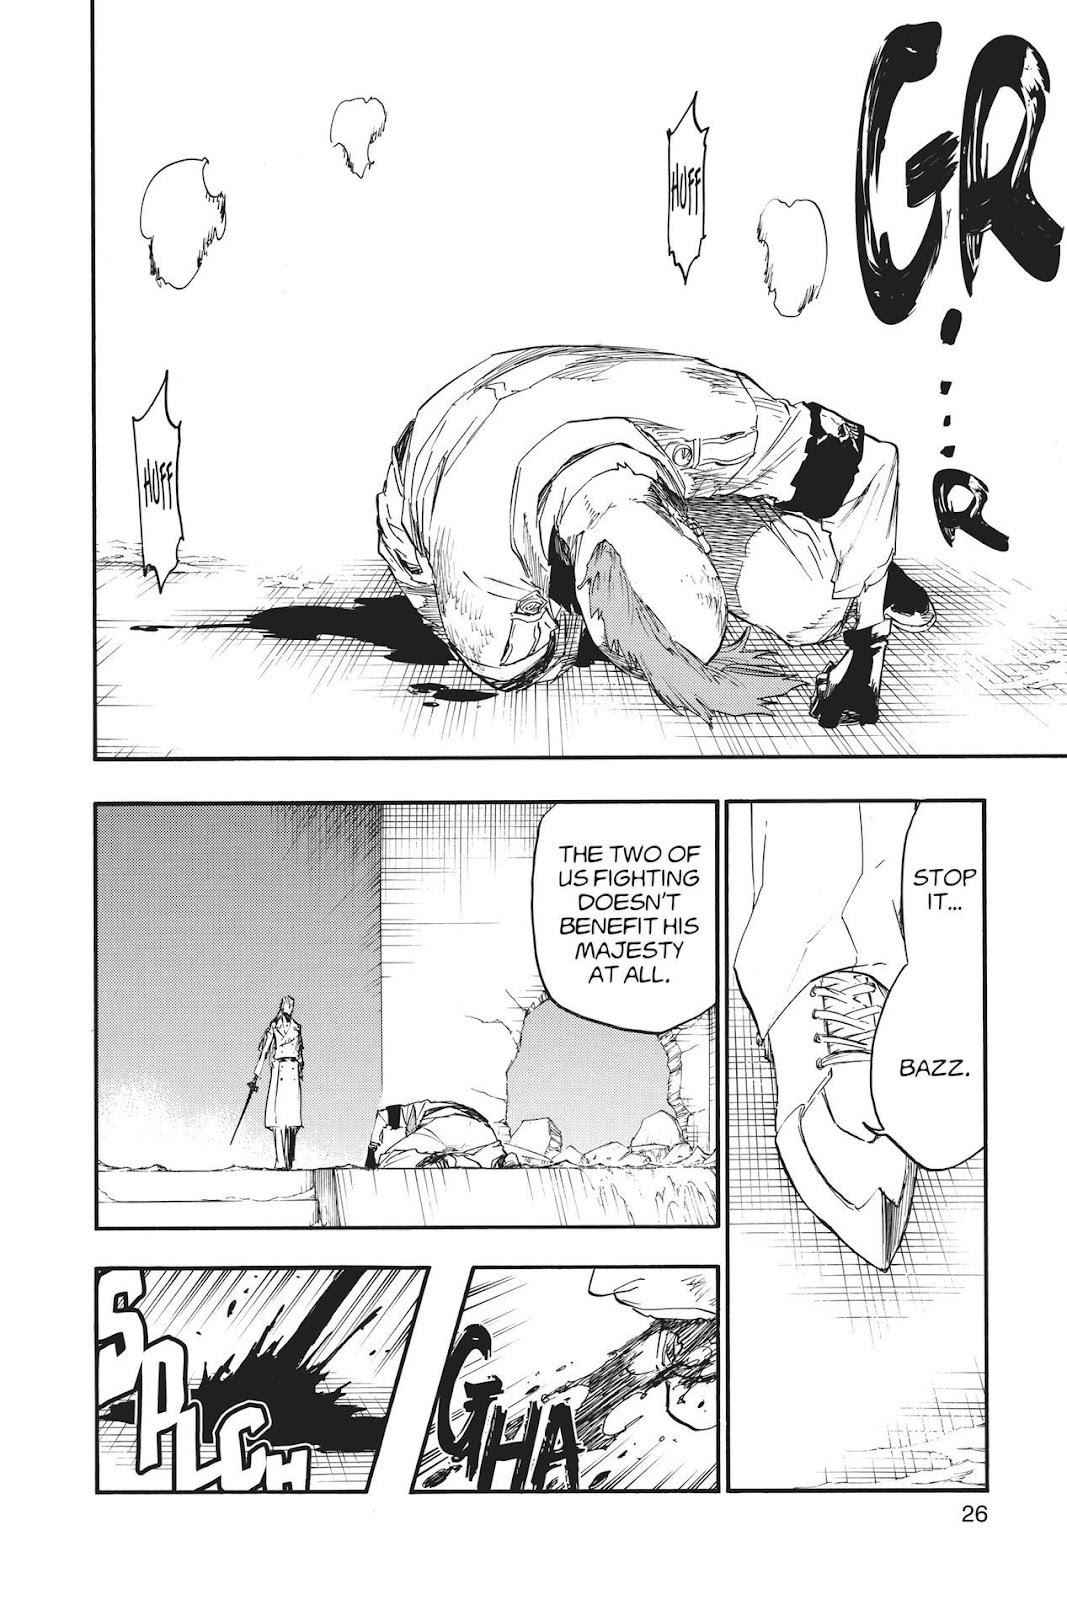 GR...R
HUFF
HUFF
STOP
IT...
BAZZ.
THE TWO OF
US FIGHTING
DOESN'T
BENEFIT HIS
MAJESTY
AT ALL.
GHA
SPLCH
26